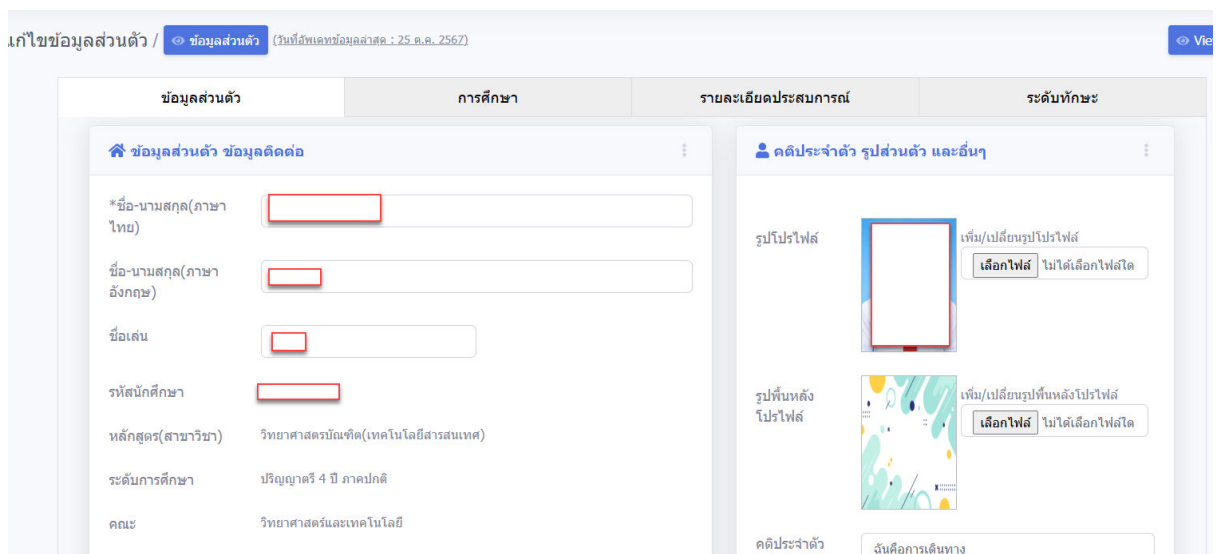 แก้ไขข้อมูลส่วนตัว / ข้อมูลส่วนตัว (วันที่อัพเดทข้อมูลล่าสุด : 25 ต.ค. 2567)
ข้อมูลส่วนตัว การศึกษา รายละเอียดประสบการณ์ ระดับทักษะ
ข้อมูลส่วนตัว ข้อมูลติดต่อ
*ชื่อ-นามสกุล(ภาษา
ไทย)
ชื่อ-นามสกุล(ภาษา
อังกฤษ)
ชื่อเล่น
รหัสนักศึกษา
หลักสูตร(สาขาวิชา) วิทยาศาสตรบัณฑิต(เทคโนโลยีสารสนเทศ)
ระดับการศึกษา ปริญญาตรี 4 ปี ภาคปกติ
คณะ วิทยาศาสตร์และเทคโนโลยี
คติประจำตัว รูปส่วนตัว และอื่นๆ
รูปโปรไฟล์
เพิ่ม/เปลี่ยนรูปโปรไฟล์
เลือกไฟล์ ไม่ได้เลือกไฟล์ใด
รูปพื้นหลัง
โปรไฟล์
เพิ่ม/เปลี่ยนรูปพื้นหลังโปรไฟล์
เลือกไฟล์ ไม่ได้เลือกไฟล์ใด
คติประจำตัว ฉันคือการเดินทาง